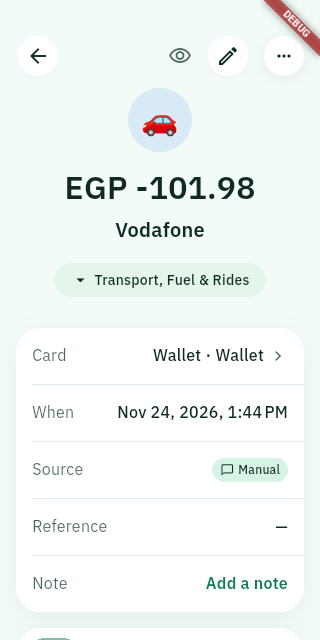 DEBUG
EGP -101.98
Vodafone
Transport, Fuel & Rides
Card Wallet · Wallet
When Nov 24, 2026, 1:44 PM
Source Manual
Reference –
Note Add a note